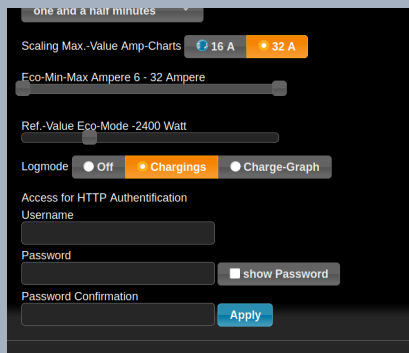 one and a half minutes
Scaling Max.-Value Amp-Charts 16 A 32 A
Eco-Min-Max Ampere 6 - 32 Ampere
Ref.-Value Eco-Mode -2400 Watt
Logmode Off Chargings Charge-Graph
Access for HTTP Authentification
Username
Password
show Password
Password Confirmation
Apply